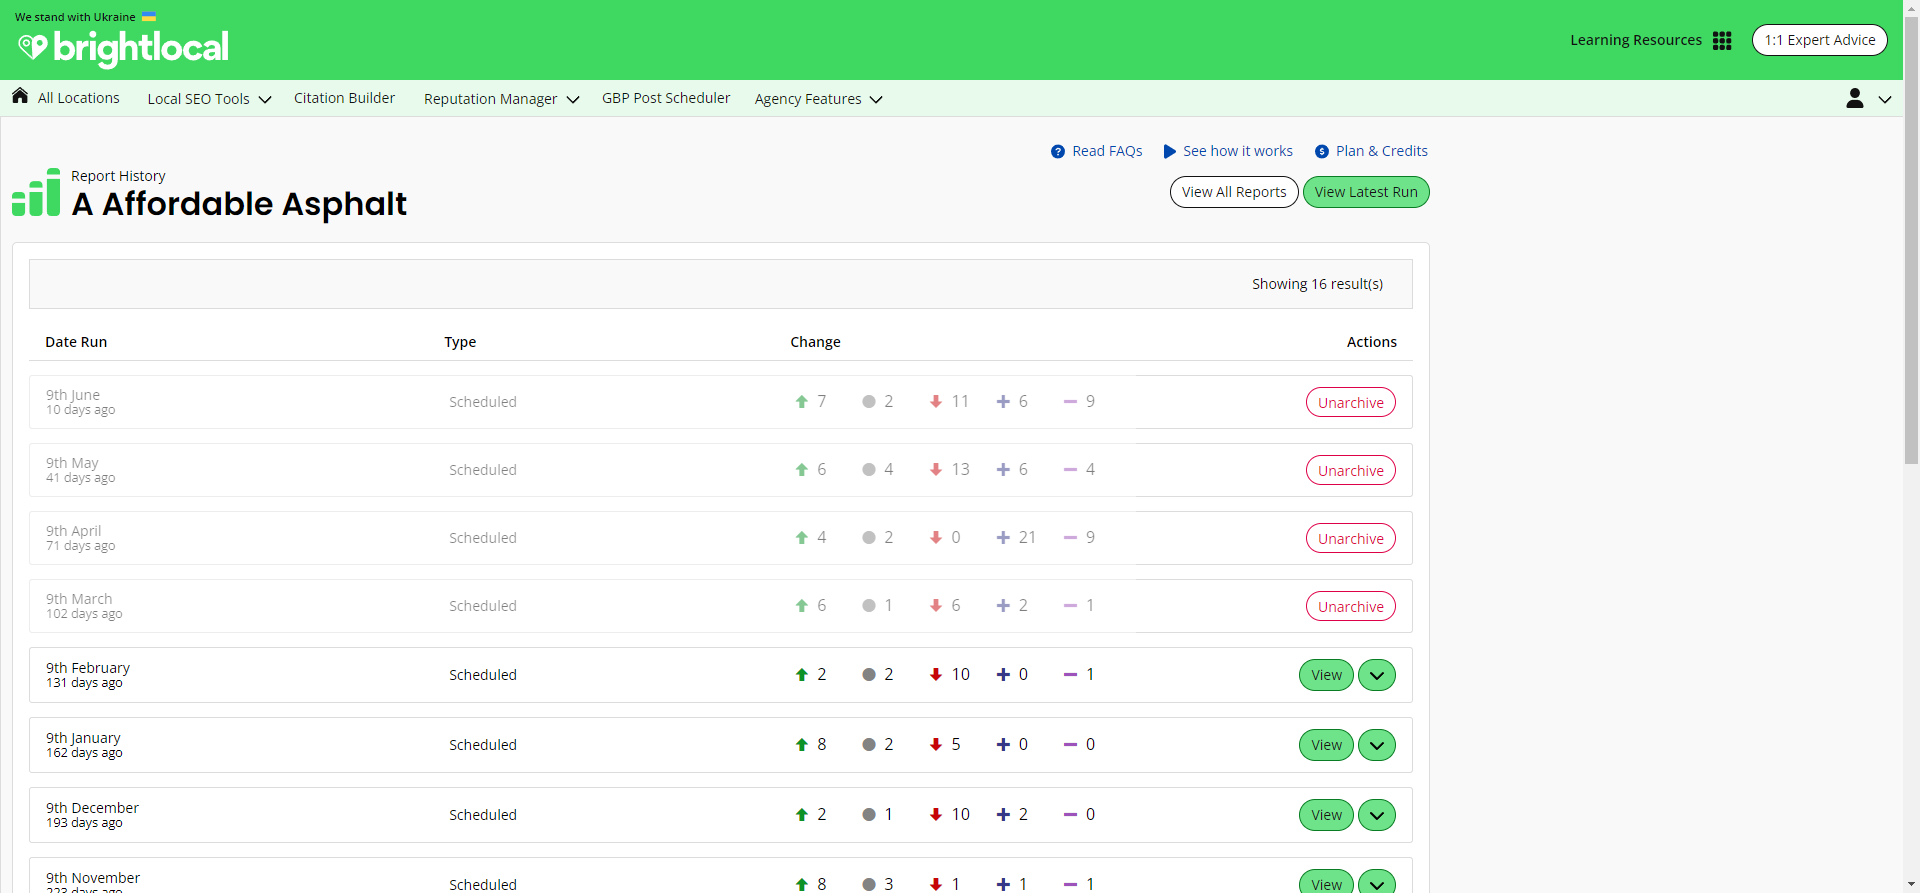 We stand with Ukraine
brightlocal
Learning Resources
1:1 Expert Advice
All Locations
Local SEO Tools
Citation Builder
Reputation Manager
GBP Post Scheduler
Agency Features
Read FAQs
See how it works
Plan & Credits
Report History
A Affordable Asphalt
View All Reports
View Latest Run
Showing 16 result(s)
Date Run Type Change Actions
9th June
10 days ago
Scheduled 7 2 11 6 9 Unarchive
9th May
41 days ago
Scheduled 6 4 13 6 4 Unarchive
9th April
71 days ago
Scheduled 4 2 0 21 9 Unarchive
9th March
102 days ago
Scheduled 6 1 6 2 1 Unarchive
9th February
131 days ago
Scheduled 2 2 10 0 1 View
9th January
162 days ago
Scheduled 8 2 5 0 0 View
9th December
193 days ago
Scheduled 2 1 10 2 0 View
9th November
223 days ago
Scheduled 8 3 1 1 1 View